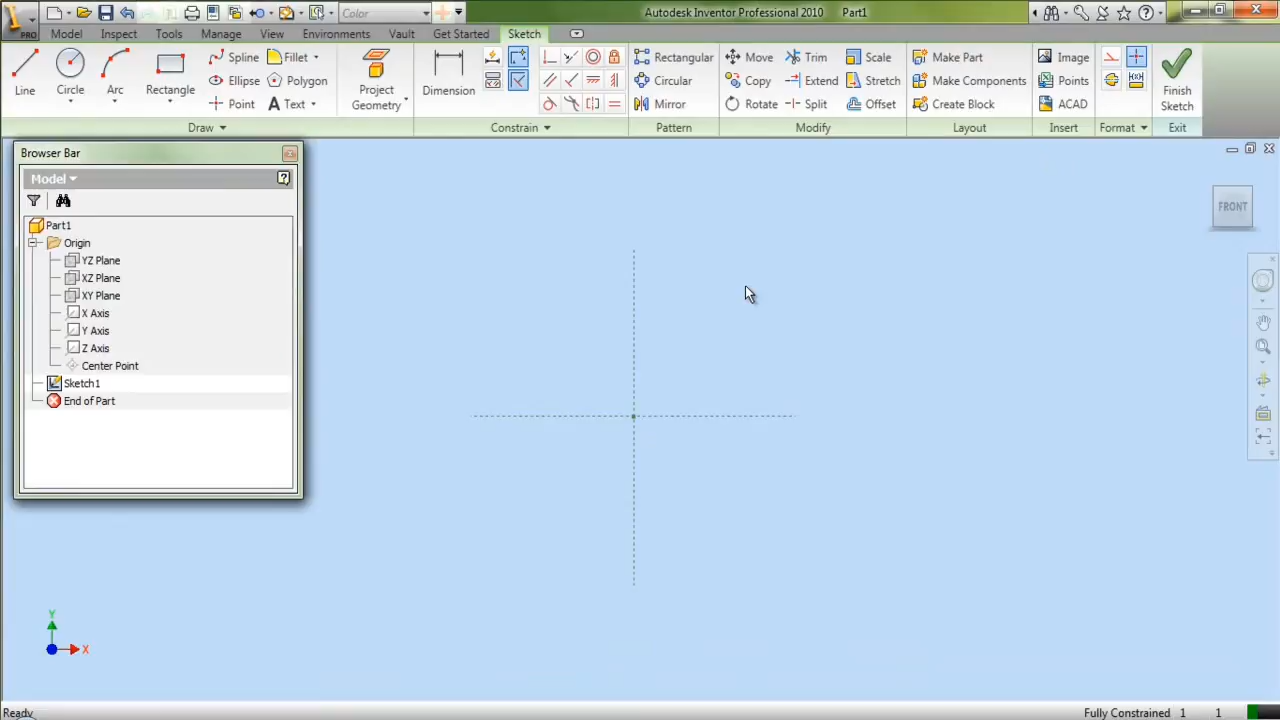 Color
Autodesk Inventor Professional 2010 Part1
PRO
Model Inspect Tools Manage View Environments Vault Get Started Sketch
Line Circle Arc Rectangle
Spline Fillet
Ellipse Polygon
Point Text
Project Geometry
Dimension
Rectangular
Circular
Mirror
Move Trim Scale
Copy Extend Stretch
Rotate Split Offset
Make Part
Make Components
Create Block
Image
Points
ACAD
Finish Sketch
Draw Constrain Pattern Modify Layout Insert Format Exit
Browser Bar
Model
Part1
Origin
YZ Plane
XZ Plane
XY Plane
X Axis
Y Axis
Z Axis
Center Point
Sketch1
End of Part
FRONT
Y
X
Ready Fully Constrained 1 1